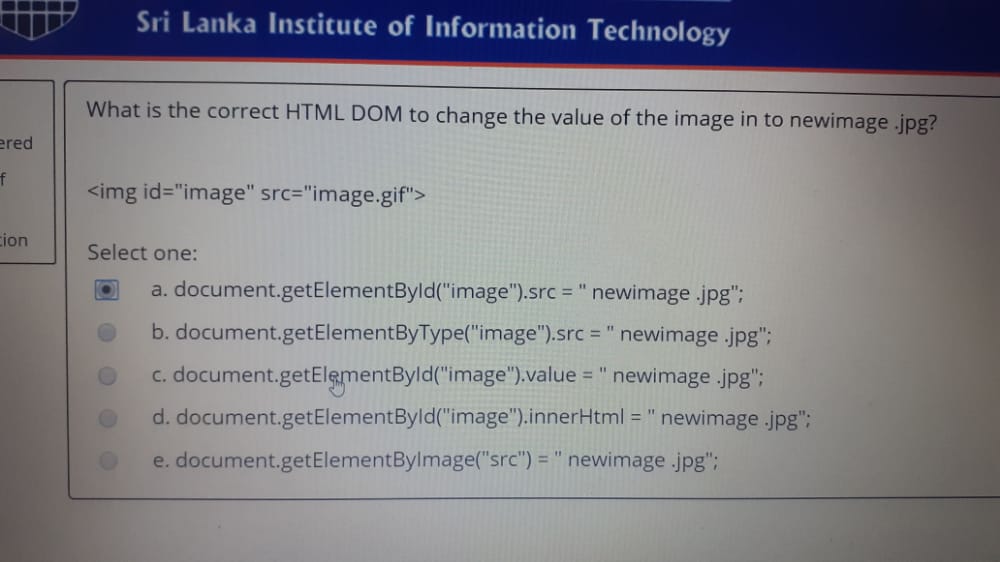 Sri Lanka Institute of Information Technology
What is the correct HTML DOM to change the value of the image in to newimage .jpg?
ered
f
<img id="image" src="image.gif">
tion
Select one:
a. document.getElementById("image").src = " newimage .jpg";
b. document.getElementByType("image").src = " newimage .jpg";
c. document.getElementById("image").value = " newimage .jpg";
d. document.getElementById("image").innerHtml = " newimage .jpg";
e. document.getElementByImage("src") = " newimage .jpg";